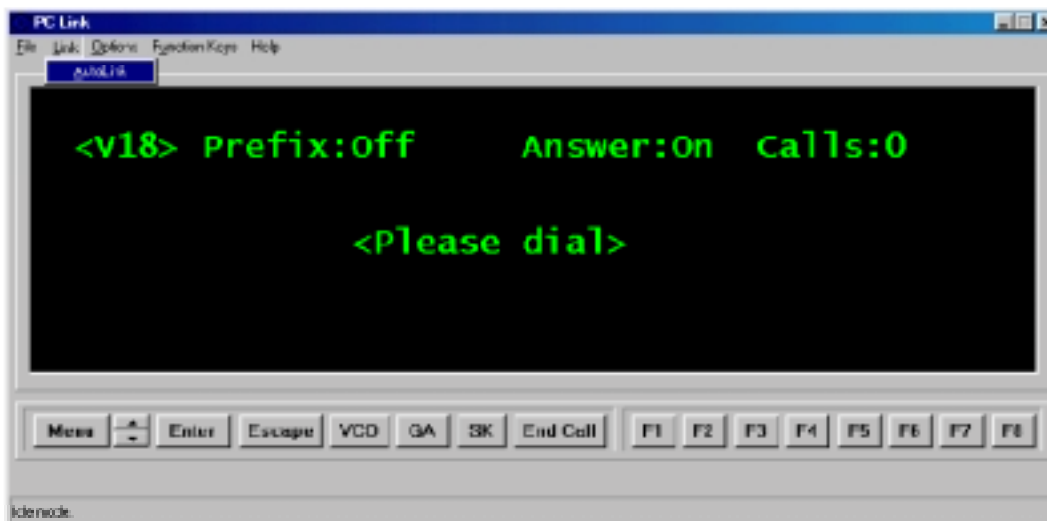 PC Link
File Link Options Function Keys Help
AutoLink
<V18> Prefix:Off Answer:On Calls:0
<Please dial>
Menu Enter Escape VCO GA SK End Call F1 F2 F3 F4 F5 F6 F7 F8
Idle mode.